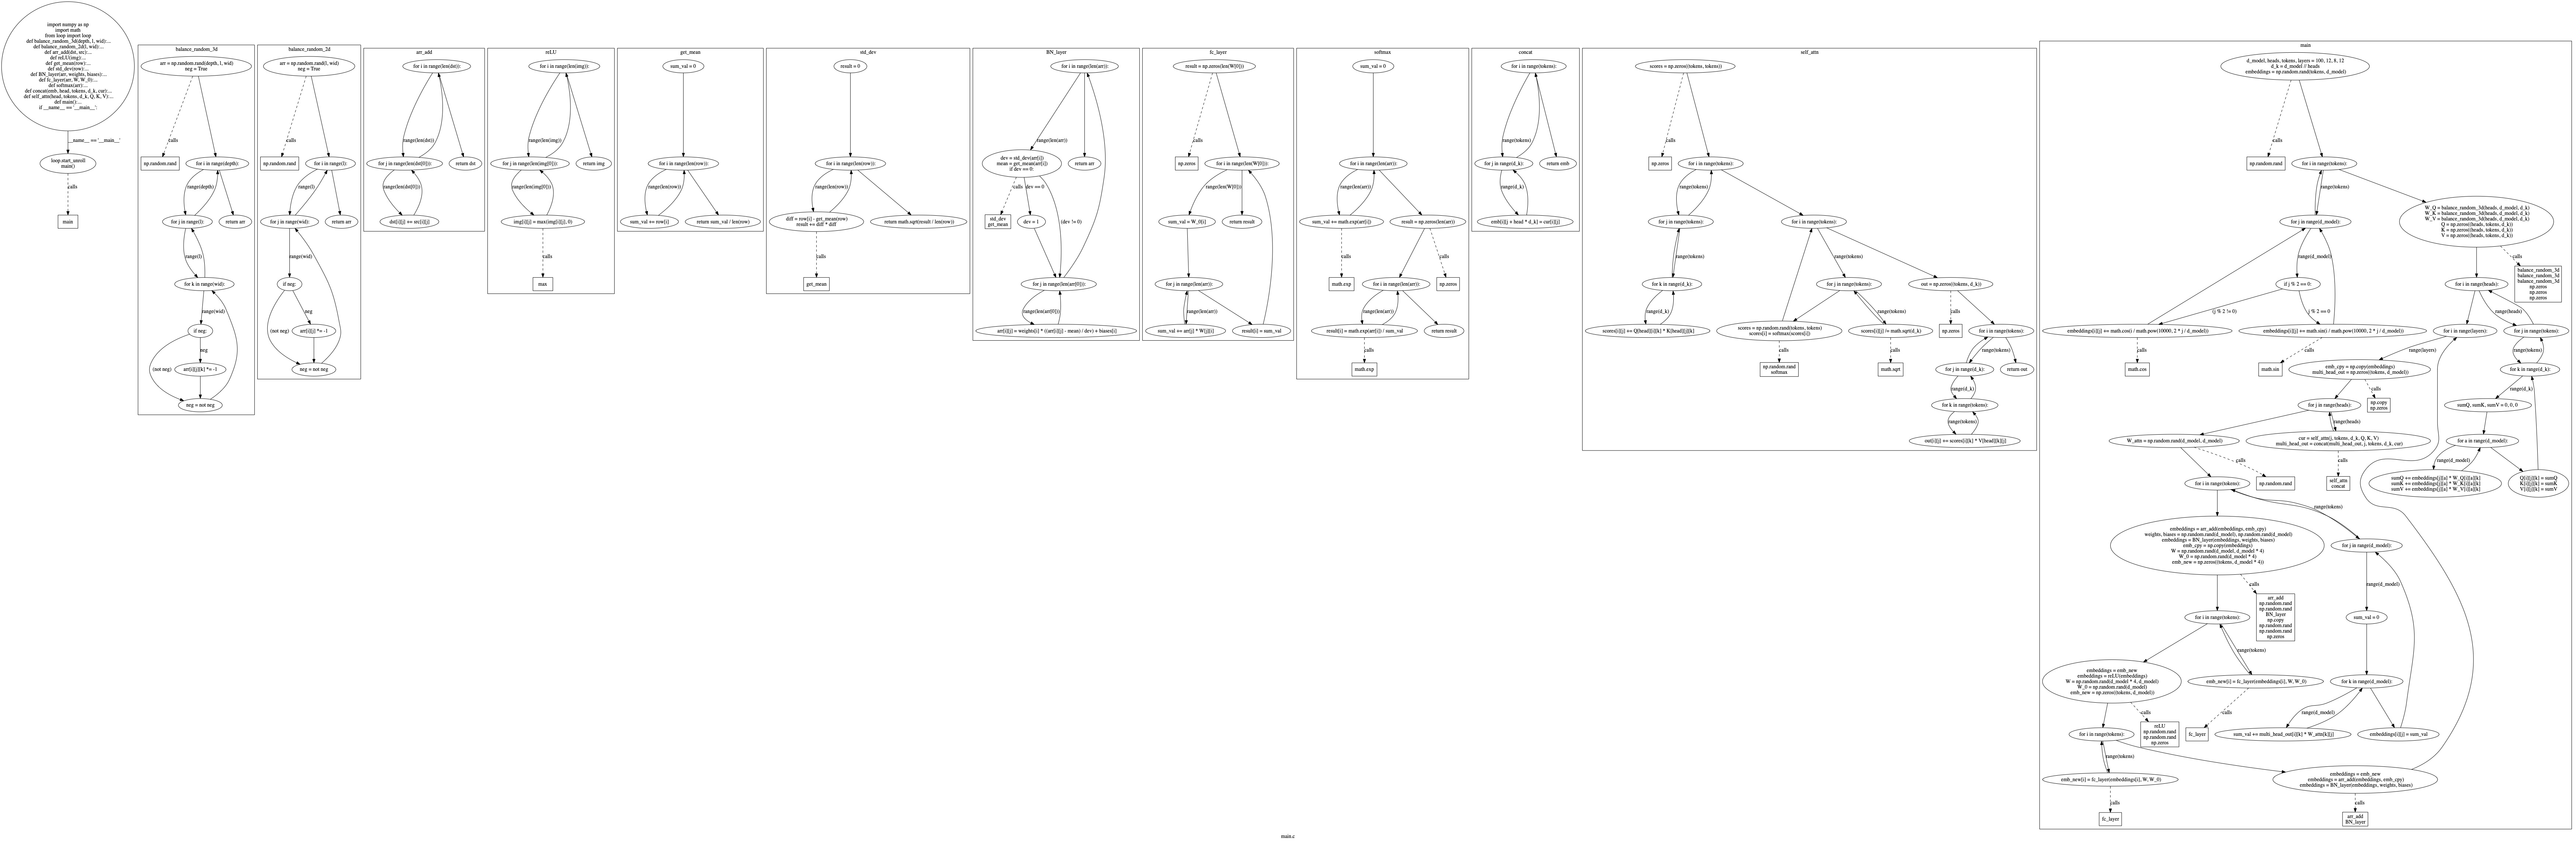 import numpy as np
import math
from loop import loop
def balance_random_3d(depth, l, wid):...
def balance_random_2d(l, wid):...
def arr_add(dst, src):...
def reLU(img):...
def get_mean(row):...
def std_dev(row):...
def BN_layer(arr, weights, biases):...
def fc_layer(arr, W, W_0):...
def softmax(arr):...
def concat(emb, head, tokens, d_k, cur):...
def self_attn(head, tokens, d_k, Q, K, V):...
def main():...
if __name__ == '__main__':
__name__ == '__main__'
loop.start_unroll
main()
calls
main
balance_random_3d
arr = np.random.rand(depth, l, wid)
neg = True
calls
np.random.rand
for i in range(depth):
range(depth)
for j in range(l):
return arr
range(l)
for k in range(wid):
range(wid)
if neg:
neg
(not neg)
arr[i][j][k] *= -1
neg = not neg
balance_random_2d
arr = np.random.rand(l, wid)
neg = True
calls
np.random.rand
for i in range(l):
range(l)
for j in range(wid):
return arr
range(wid)
if neg:
neg
(not neg)
arr[i][j] *= -1
neg = not neg
arr_add
for i in range(len(dst)):
range(len(dst))
for j in range(len(dst[0])):
return dst
range(len(dst[0]))
dst[i][j] += src[i][j]
reLU
for i in range(len(img)):
range(len(img))
for j in range(len(img[0])):
return img
range(len(img[0]))
img[i][j] = max(img[i][j], 0)
calls
max
get_mean
sum_val = 0
for i in range(len(row)):
range(len(row))
sum_val += row[i]
return sum_val / len(row)
std_dev
result = 0
for i in range(len(row)):
range(len(row))
diff = row[i] - get_mean(row)
result += diff * diff
return math.sqrt(result / len(row))
calls
get_mean
BN_layer
for i in range(len(arr)):
range(len(arr))
dev = std_dev(arr[i])
mean = get_mean(arr[i])
if dev == 0:
return arr
calls
dev == 0
std_dev
get_mean
dev = 1
(dev != 0)
for j in range(len(arr[0])):
range(len(arr[0]))
arr[i][j] = weights[i] * ((arr[i][j] - mean) / dev) + biases[i]
fc_layer
result = np.zeros(len(W[0]))
calls
np.zeros
for i in range(len(W[0])):
range(len(W[0]))
sum_val = W_0[i]
return result
for j in range(len(arr)):
range(len(arr))
sum_val += arr[j] * W[j][i]
result[i] = sum_val
softmax
sum_val = 0
for i in range(len(arr)):
range(len(arr))
sum_val += math.exp(arr[i])
result = np.zeros(len(arr))
calls
calls
math.exp
for i in range(len(arr)):
np.zeros
range(len(arr))
result[i] = math.exp(arr[i]) / sum_val
return result
calls
math.exp
concat
for i in range(tokens):
range(tokens)
for j in range(d_k):
return emb
range(d_k)
emb[i][j + head * d_k] = cur[i][j]
self_attn
scores = np.zeros((tokens, tokens))
calls
np.zeros
for i in range(tokens):
range(tokens)
for j in range(tokens):
for i in range(tokens):
range(tokens)
range(tokens)
for k in range(d_k):
for j in range(tokens):
out = np.zeros((tokens, d_k))
range(d_k)
range(tokens)
calls
scores[i][j] += Q[head][i][k] * K[head][j][k]
scores = np.random.rand(tokens, tokens)
scores[i] = softmax(scores[i])
scores[i][j] /= math.sqrt(d_k)
np.zeros
for i in range(tokens):
calls
calls
range(tokens)
np.random.rand
softmax
math.sqrt
for j in range(d_k):
return out
range(d_k)
for k in range(tokens):
range(tokens)
out[i][j] += scores[i][k] * V[head][k][j]
main
d_model, heads, tokens, layers = 100, 12, 8, 12
d_k = d_model // heads
embeddings = np.random.rand(tokens, d_model)
calls
np.random.rand
for i in range(tokens):
range(tokens)
for j in range(d_model):
W_Q = balance_random_3d(heads, d_model, d_k)
W_K = balance_random_3d(heads, d_model, d_k)
W_V = balance_random_3d(heads, d_model, d_k)
Q = np.zeros((heads, tokens, d_k))
K = np.zeros((heads, tokens, d_k))
V = np.zeros((heads, tokens, d_k))
range(d_model)
calls
if j % 2 == 0:
for i in range(heads):
balance_random_3d
balance_random_3d
balance_random_3d
np.zeros
np.zeros
np.zeros
(j % 2 != 0)
j % 2 == 0
range(heads)
embeddings[i][j] += math.cos(i / math.pow(10000, 2 * j / d_model))
embeddings[i][j] += math.sin(i / math.pow(10000, 2 * j / d_model))
for i in range(layers):
for j in range(tokens):
calls
calls
range(layers)
range(tokens)
math.cos
math.sin
emb_cpy = np.copy(embeddings)
multi_head_out = np.zeros((tokens, d_model))
for k in range(d_k):
calls
range(d_k)
for j in range(heads):
np.copy
np.zeros
sumQ, sumK, sumV = 0, 0, 0
range(heads)
W_attn = np.random.rand(d_model, d_model)
cur = self_attn(j, tokens, d_k, Q, K, V)
multi_head_out = concat(multi_head_out, j, tokens, d_k, cur)
for a in range(d_model):
calls
calls
range(d_model)
for i in range(tokens):
np.random.rand
self_attn
concat
sumQ += embeddings[j][a] * W_Q[i][a][k]
sumK += embeddings[j][a] * W_K[i][a][k]
sumV += embeddings[j][a] * W_V[i][a][k]
Q[i][j][k] = sumQ
K[i][j][k] = sumK
V[i][j][k] = sumV
range(tokens)
embeddings = arr_add(embeddings, emb_cpy)
weights, biases = np.random.rand(d_model), np.random.rand(d_model)
embeddings = BN_layer(embeddings, weights, biases)
emb_cpy = np.copy(embeddings)
W = np.random.rand(d_model, d_model * 4)
W_0 = np.random.rand(d_model * 4)
emb_new = np.zeros((tokens, d_model * 4))
for j in range(d_model):
calls
range(d_model)
for i in range(tokens):
arr_add
np.random.rand
np.random.rand
BN_layer
np.copy
np.random.rand
np.random.rand
np.zeros
sum_val = 0
range(tokens)
embeddings = emb_new
embeddings = reLU(embeddings)
W = np.random.rand(d_model * 4, d_model)
W_0 = np.random.rand(d_model)
emb_new = np.zeros((tokens, d_model))
emb_new[i] = fc_layer(embeddings[i], W, W_0)
for k in range(d_model):
calls
calls
range(d_model)
for i in range(tokens):
reLU
np.random.rand
np.random.rand
np.zeros
fc_layer
sum_val += multi_head_out[i][k] * W_attn[k][j]
embeddings[i][j] = sum_val
range(tokens)
emb_new[i] = fc_layer(embeddings[i], W, W_0)
embeddings = emb_new
embeddings = arr_add(embeddings, emb_cpy)
embeddings = BN_layer(embeddings, weights, biases)
calls
calls
fc_layer
arr_add
BN_layer
main.c